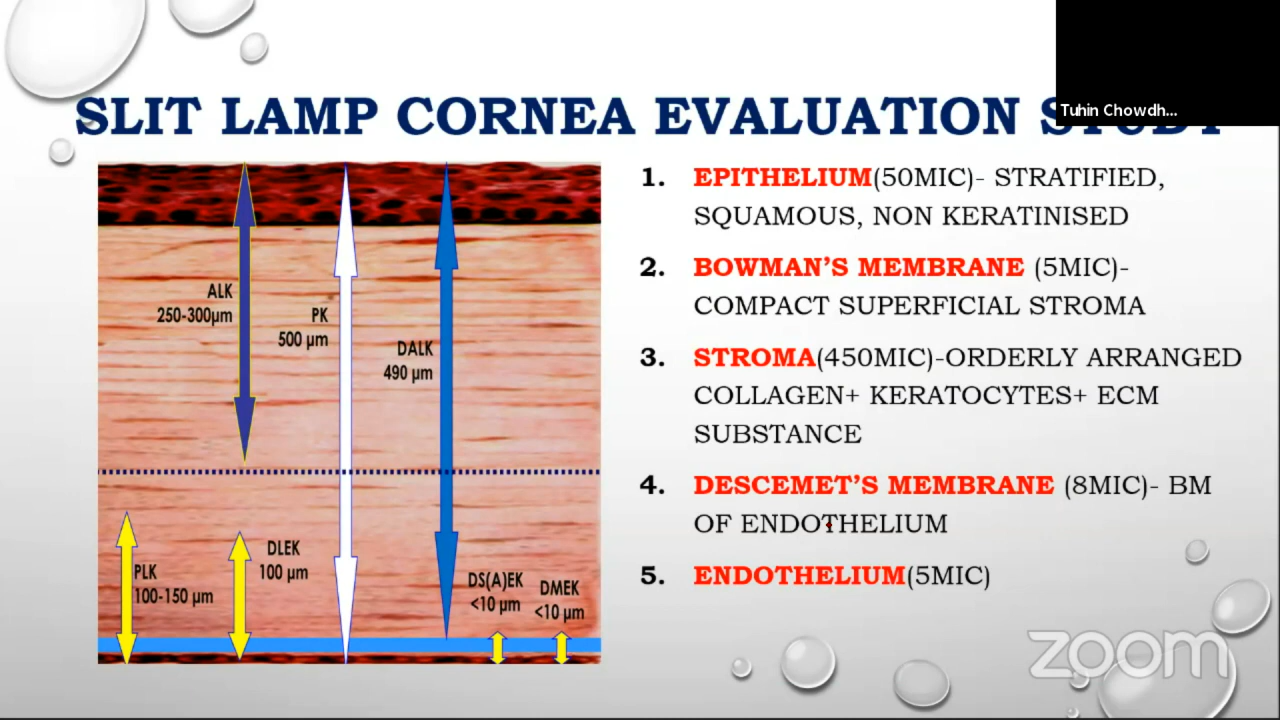 Tuhin Chowdh...
SLIT LAMP CORNEA EVALUATION STUDY
1. EPITHELIUM(50MIC)- STRATIFIED,
SQUAMOUS, NON KERATINISED
2. BOWMAN’S MEMBRANE (5MIC)-
COMPACT SUPERFICIAL STROMA
3. STROMA(450MIC)-ORDERLY ARRANGED
COLLAGEN+ KERATOCYTES+ ECM
SUBSTANCE
4. DESCEMET’S MEMBRANE (8MIC)- BM
OF ENDOTHELIUM
5. ENDOTHELIUM(5MIC)
ALK
250-300µm
PK
500 µm
DALK
490 µm
PLK
100-150 µm
DLEK
100 µm
DS(A)EK
<10 µm
DMEK
<10 µm
zoom